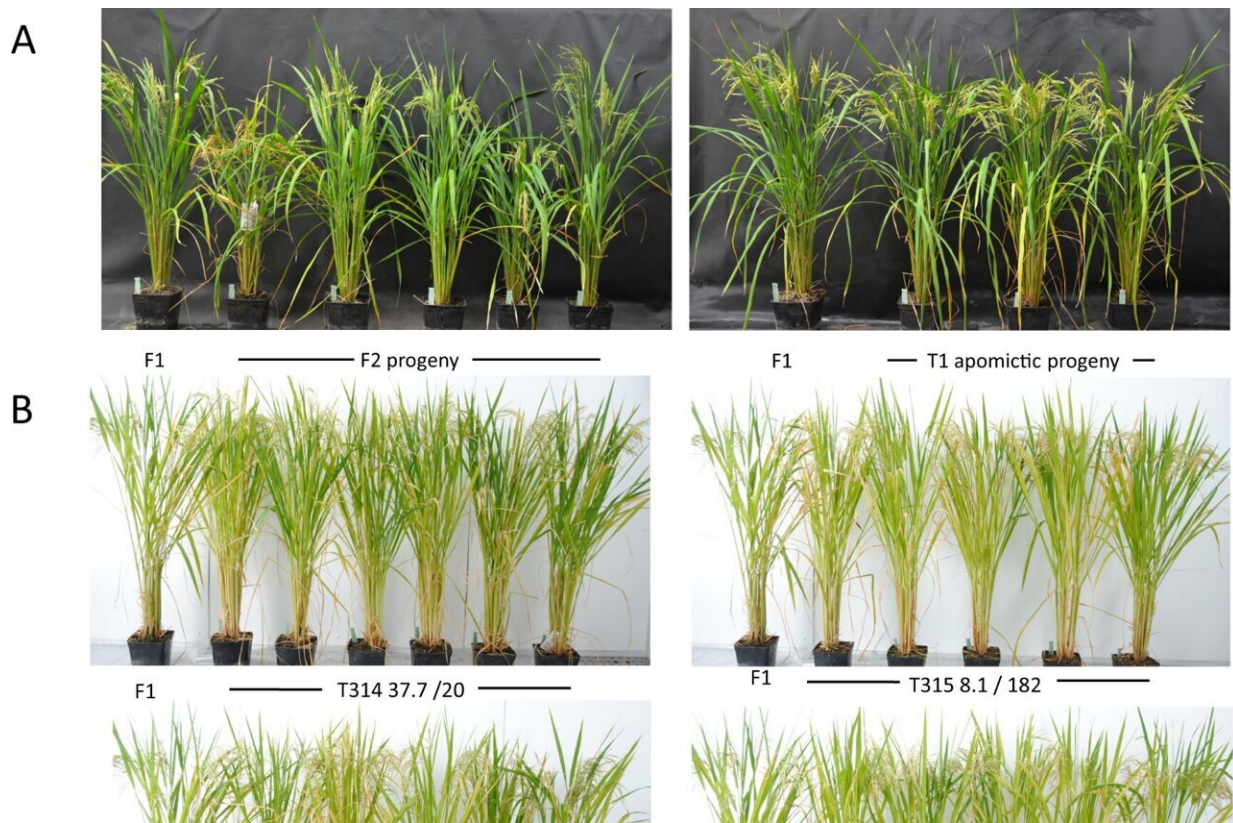 A
F1 F2 progeny F1 T1 apomictic progeny
B
F1 T314 37.7 /20 F1 T315 8.1 / 182